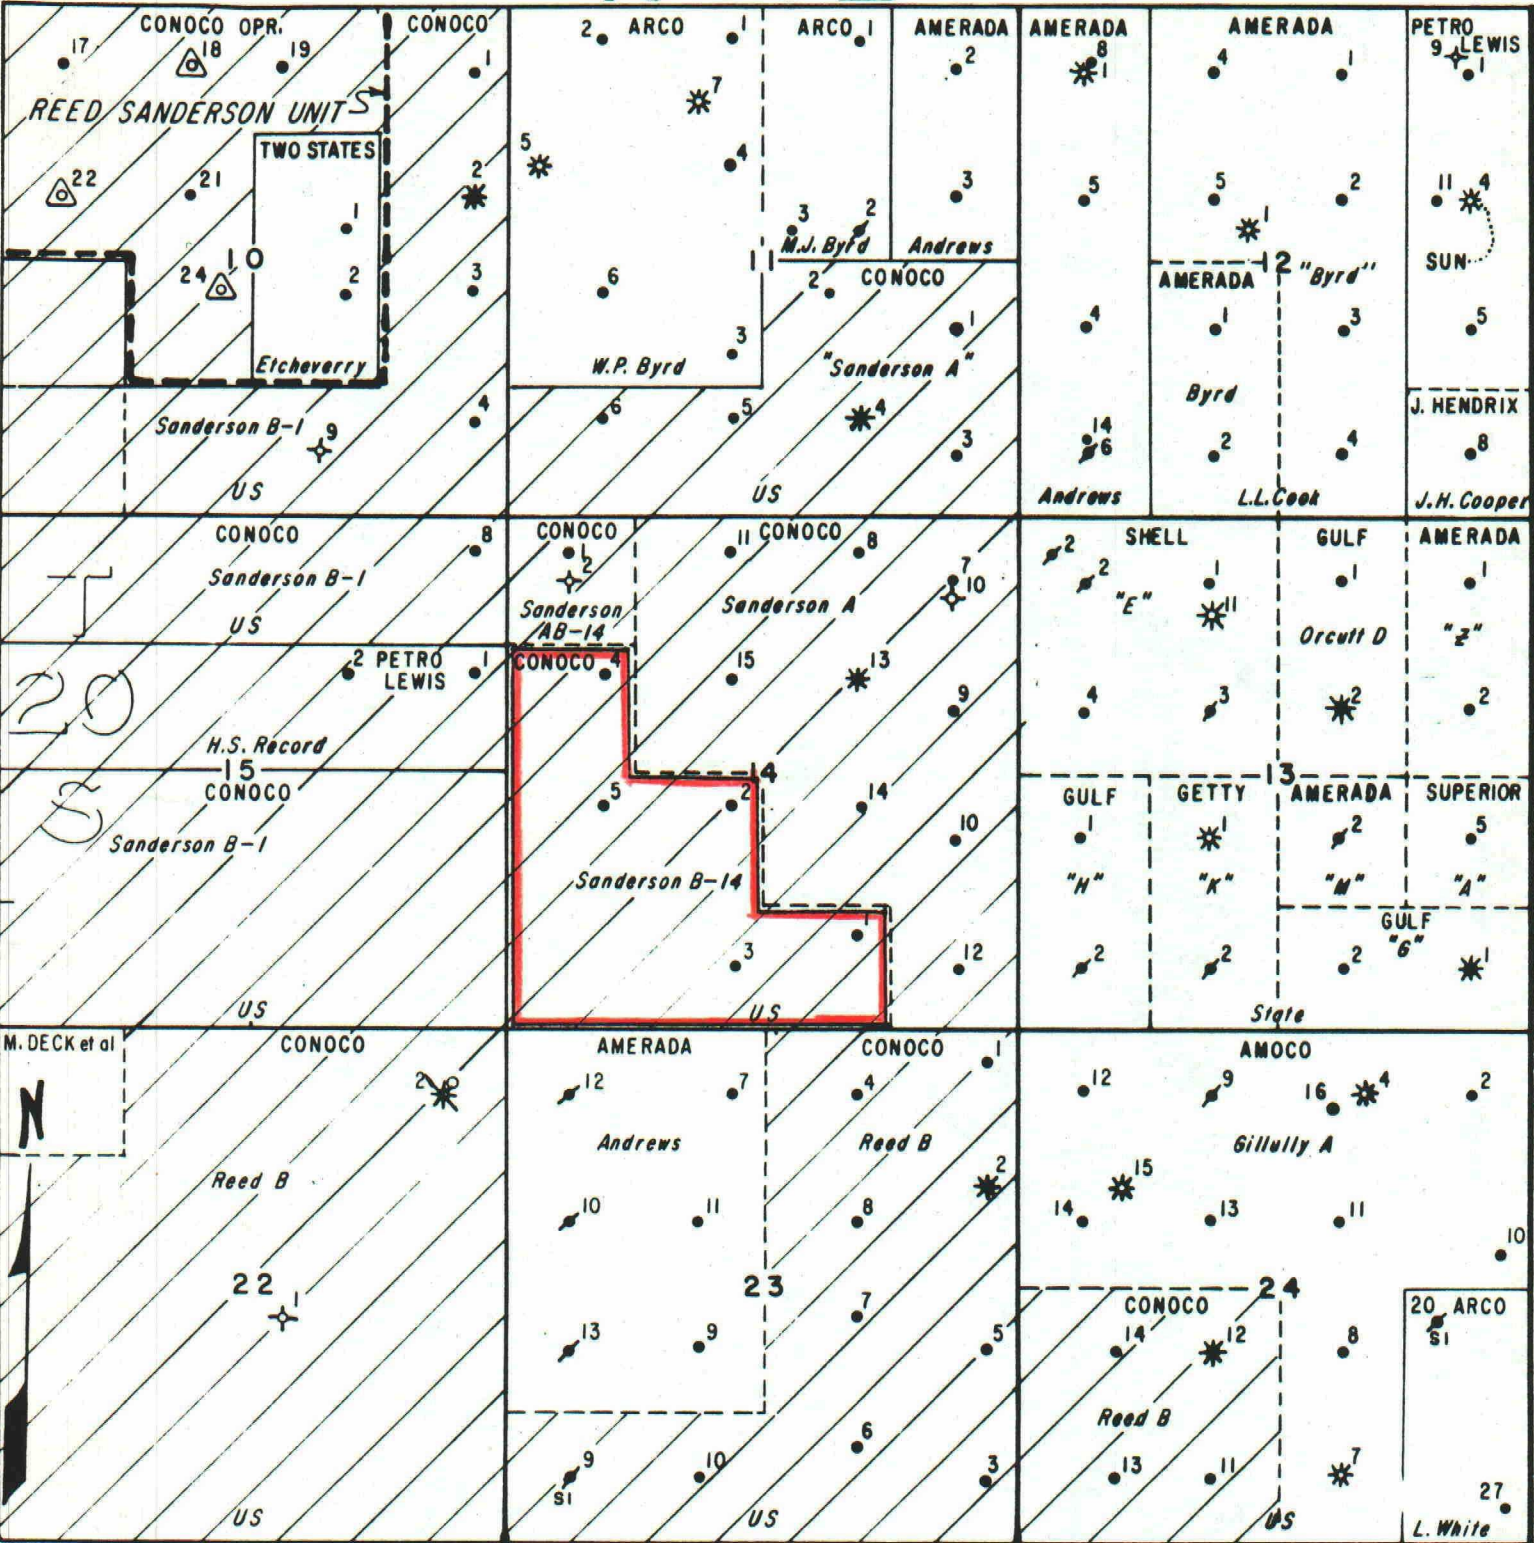 CONOCO OPR.
17 18 19
REED SANDERSON UNIT
22 21
TWO STATES
1
10
24 2
Etcheverry
Sanderson B-1 9
US
CONOCO
1
2
3
4
2 ARCO 1
7
5
4
6
3
W.P. Byrd
ARCO 1
3 2
M.J. Byrd
AMERADA
2
3
Andrews
11
CONOCO
2
1
"Sanderson A"
6 5 4
3
US
AMERADA
8
1
5
4
14
6
Andrews
AMERADA
4 1
5 2
1
12 "Byrd"
AMERADA
1 3
Byrd
2 4
L.L. Cook
PETRO
9 LEWIS
1
11 4
SUN
5
J. HENDRIX
8
J.H. Cooper
CONOCO 8
Sanderson B-1
US
T
20
S
2 PETRO 1
LEWIS
H.S. Record
15
CONOCO
Sanderson B-1
US
CONOCO
1
2
Sanderson
AB-14
11 CONOCO 8
7
10
Sanderson A
15 13
9
14
14
10
12
CONOCO 4
5 2
Sanderson B-14
1
3
US
SHELL
2
2 "E" 1
11
4 3
GULF
1
Orcutt D
2
AMERADA
1
"Z"
2
13
GULF
1
"H"
2
GETTY
1
"K"
2
AMERADA
2
"M"
SUPERIOR
5
"A"
GULF
"G"
2 1
State
M. DECK et al
N
CONOCO
2
Reed B
22
1
US
AMERADA
12 7
Andrews
10 11
23
13 9
CONOCO 1
4
Reed B
2
8
7
5
6
9 10 3
SI
US
AMOCO
12 9 16 4 2
Gillully A
15
14 13 11
10
24
CONOCO
14 12 8
Reed B
13 11 7
US
20 ARCO
SI
27
L. White